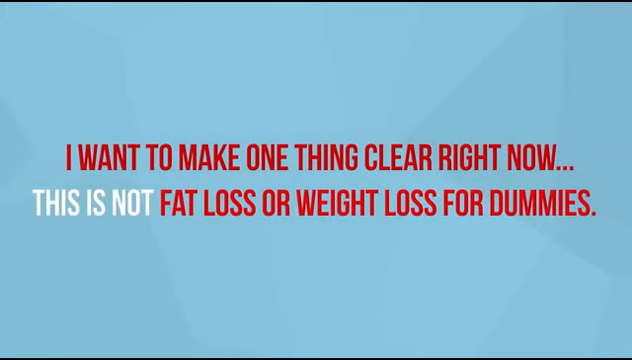 I WANT TO MAKE ONE THING CLEAR RIGHT NOW...
THIS IS NOT FAT LOSS OR WEIGHT LOSS FOR DUMMIES.